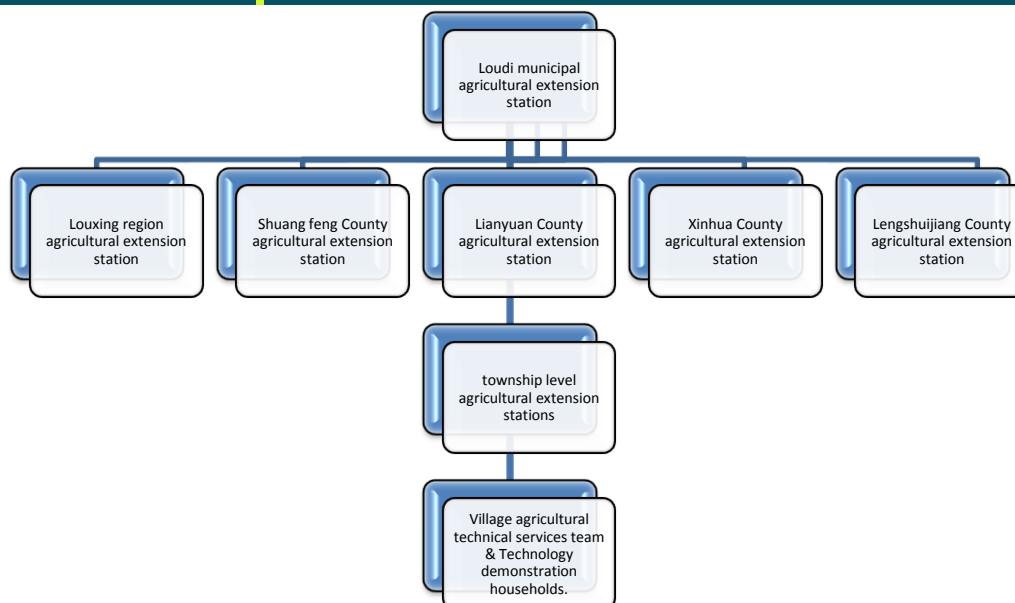 Loudi municipal
agricultural extension
station
Louxing region
agricultural extension
station
Shuang feng County
agricultural extension
station
Lianyuan County
agricultural extension
station
Xinhua County
agricultural extension
station
Lengshuijiang County
agricultural extension
station
township level
agricultural extension
stations
Village agricultural
technical services team
& Technology
demonstration
households.